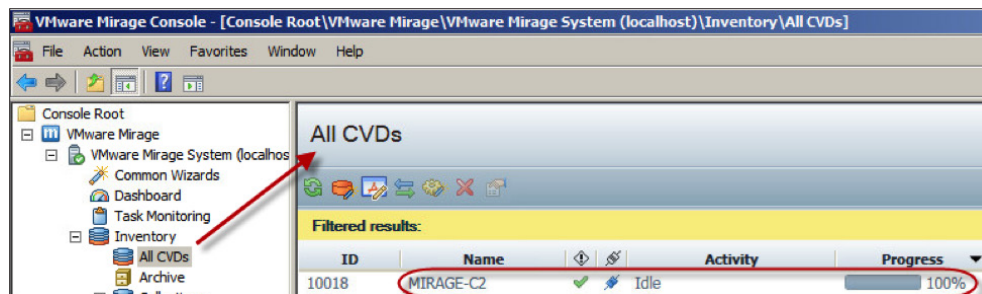 VMware Mirage Console - [Console Root\VMware Mirage\VMware Mirage System (localhost)\Inventory\All CVDs]
File Action View Favorites Window Help
Console Root
VMware Mirage
VMware Mirage System (localhos
Common Wizards
Dashboard
Task Monitoring
Inventory
All CVDs
Archive
All CVDs
Filtered results:
ID Name Activity Progress
10018 MIRAGE-C2 Idle 100%